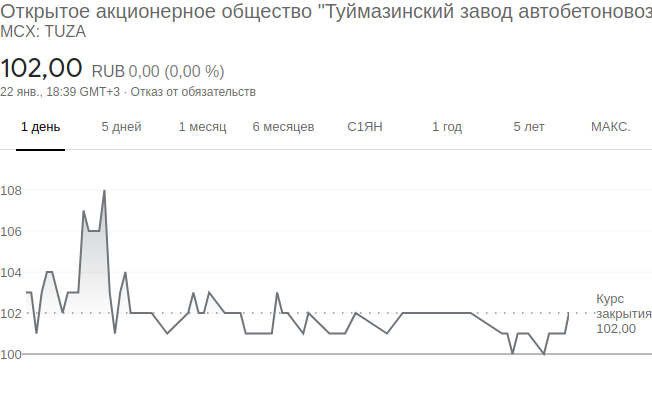 Открытое акционерное общество "Туймазинский завод автобетоновоз
MCX: TUZA
102,00 RUB 0,00 (0,00 %)
22 янв., 18:39 GMT+3 · Отказ от обязательств
1 день 5 дней 1 месяц 6 месяцев С1ЯН 1 год 5 лет МАКС.
108
106
104
102
100
Курс
закрытия
102,00